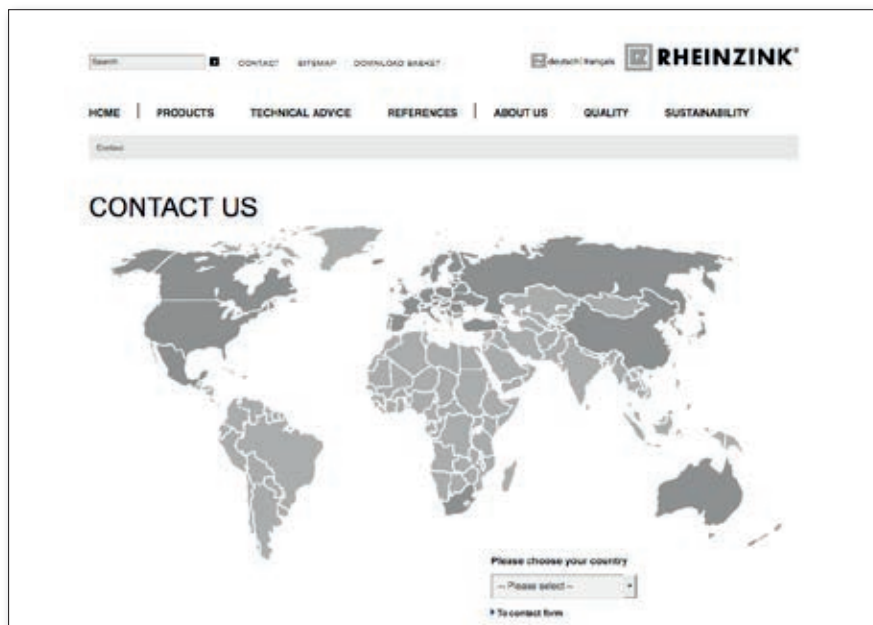 Search CONTACT SITEMAP DOWNLOAD BASKET deutsch français RHEINZINK®
HOME PRODUCTS TECHNICAL ADVICE REFERENCES ABOUT US QUALITY SUSTAINABILITY
Contact
CONTACT US
Please choose your country
-- Please select --
To contact form